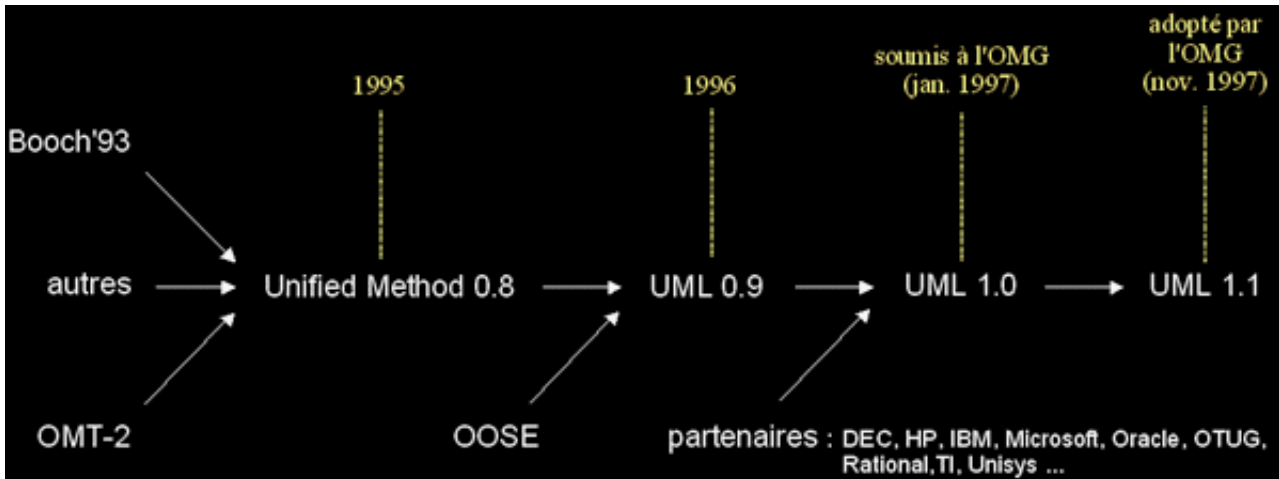 adopté par
l'OMG
(nov. 1997)
soumis à l'OMG
(jan. 1997)
1995
1996
Booch'93
autres
Unified Method 0.8
UML 0.9
UML 1.0
UML 1.1
OMT-2
OOSE
partenaires : DEC, HP, IBM, Microsoft, Oracle, OTUG,
Rational,TI, Unisys ...